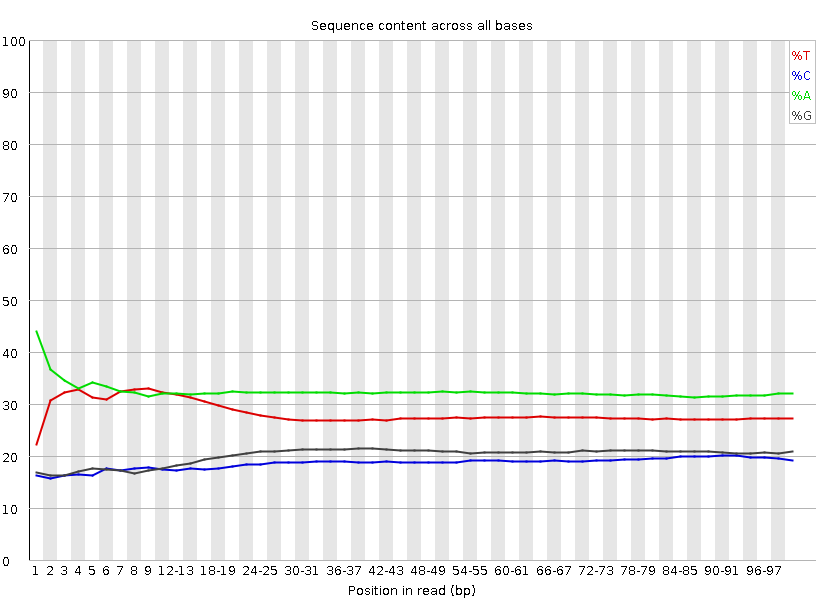 Sequence content across all bases
100
90
80
70
60
50
40
30
20
10
0
%T
%C
%A
%G
1 2 3 4 5 6 7 8 9 12-13 18-19 24-25 30-31 36-37 42-43 48-49 54-55 60-61 66-67 72-73 78-79 84-85 90-91 96-97
Position in read (bp)